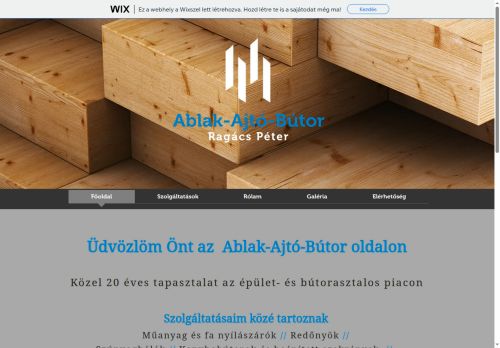 WIX Ez a webhely a Wixszel lett létrehozva. Hozd létre te is a sajátodat még ma! Kezdés
Ablak-Ajtó-Bútor
Ragács Péter
Főoldal Szolgáltatások Rólam Galéria Elérhetőség
Üdvözlöm Önt az Ablak-Ajtó-Bútor oldalon
Közel 20 éves tapasztalat az épület- és bútorasztalos piacon
Szolgáltatásaim közé tartoznak
Műanyag és fa nyílászárók // Redőnyök //